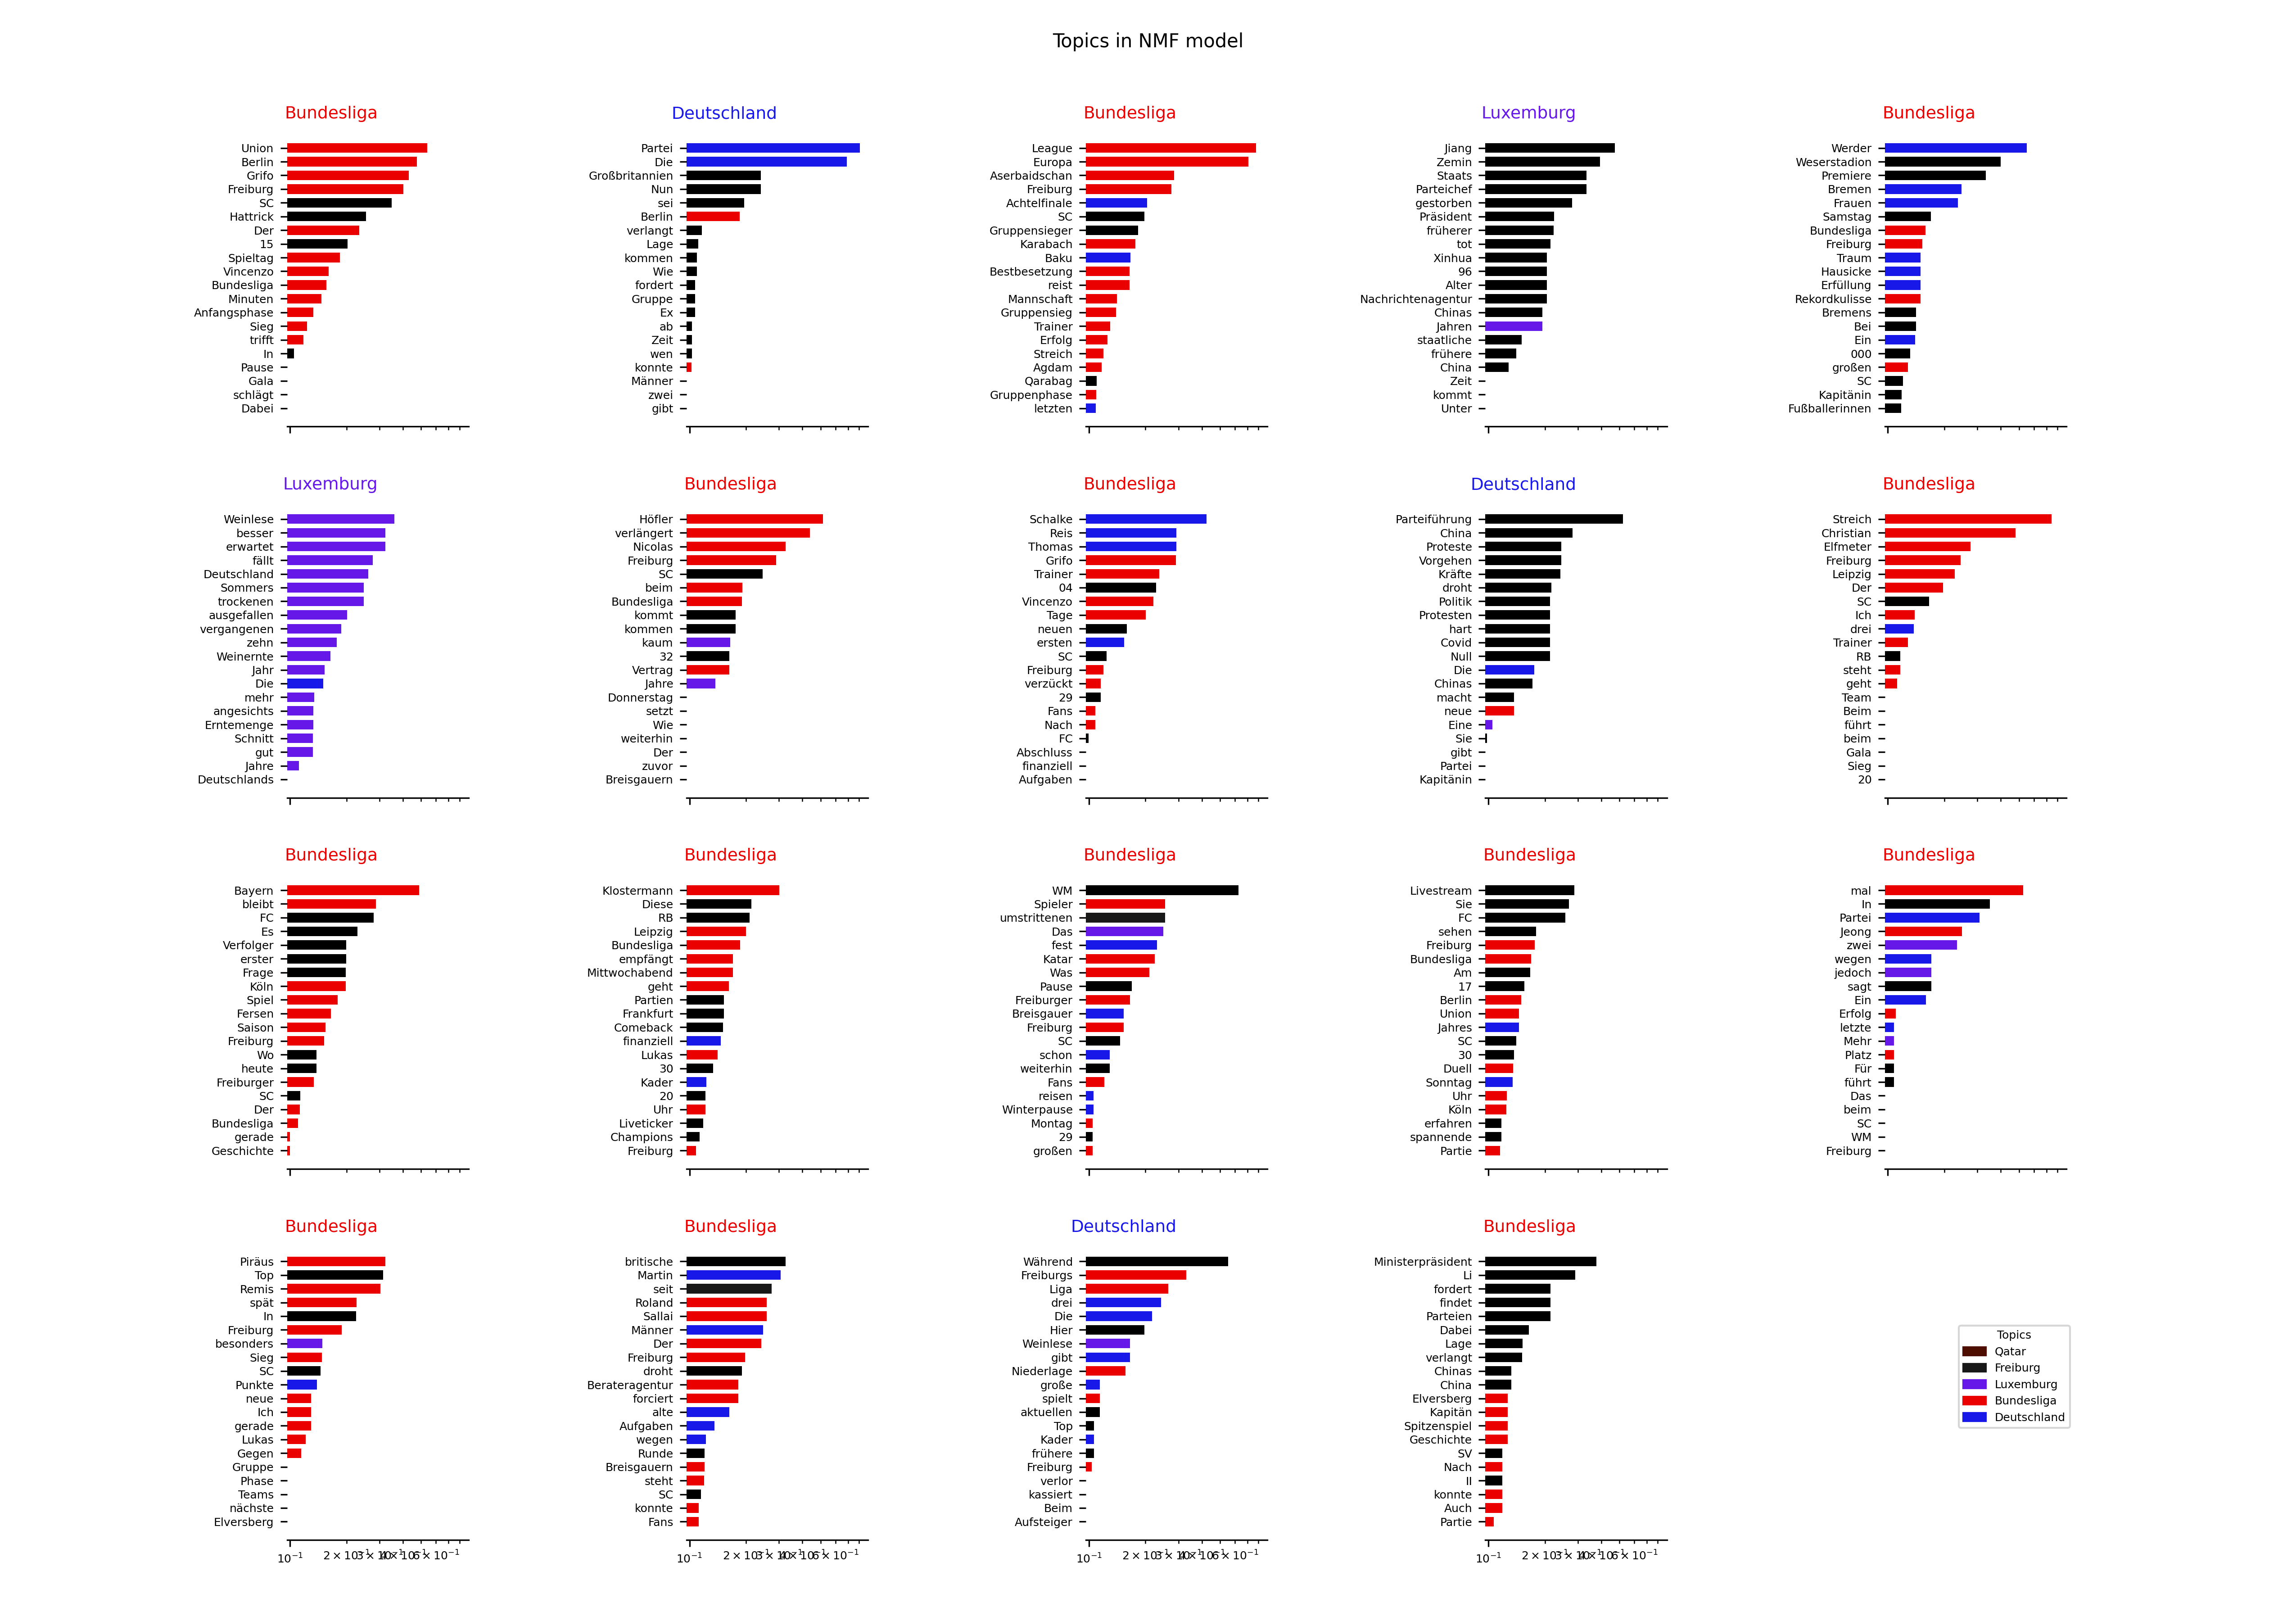 Topics in NMF model
Bundesliga
Union
Berlin
Grifo
Freiburg
SC
Hattrick
Der
15
Spieltag
Vincenzo
Bundesliga
Minuten
Anfangsphase
Sieg
trifft
In
Pause
Gala
schlägt
Dabei
Deutschland
Partei
Die
Großbritannien
Nun
sei
Berlin
verlangt
Lage
kommen
Wie
fordert
Gruppe
Ex
ab
Zeit
wen
konnte
Männer
zwei
gibt
Bundesliga
League
Europa
Aserbaidschan
Freiburg
Achtelfinale
SC
Gruppensieger
Karabach
Baku
Bestbesetzung
reist
Mannschaft
Gruppensieg
Trainer
Erfolg
Streich
Agdam
Qarabag
Gruppenphase
letzten
Luxemburg
Jiang
Zemin
Staats
Parteichef
gestorben
Präsident
früherer
tot
Xinhua
96
Alter
Nachrichtenagentur
Chinas
Jahren
staatliche
frühere
China
Zeit
kommt
Unter
Bundesliga
Werder
Weserstadion
Premiere
Bremen
Frauen
Samstag
Bundesliga
Freiburg
Traum
Hausicke
Erfüllung
Rekordkulisse
Bremens
Bei
Ein
000
großen
SC
Kapitänin
Fußballerinnen
Luxemburg
Weinlese
besser
erwartet
fällt
Deutschland
Sommers
trockenen
ausgefallen
vergangenen
zehn
Weinernte
Jahr
Die
mehr
angesichts
Erntemenge
Schnitt
gut
Jahre
Deutschlands
Bundesliga
Höfler
verlängert
Nicolas
Freiburg
SC
beim
Bundesliga
kommt
kommen
kaum
32
Vertrag
Jahre
Donnerstag
setzt
Wie
weiterhin
Der
zuvor
Breisgauern
Bundesliga
Schalke
Reis
Thomas
Grifo
Trainer
04
Vincenzo
Tage
neuen
ersten
SC
Freiburg
verzückt
29
Fans
Nach
FC
Abschluss
finanziell
Aufgaben
Deutschland
Parteiführung
China
Proteste
Vorgehen
Kräfte
droht
Politik
Protesten
hart
Covid
Null
Die
Chinas
macht
neue
Eine
Sie
gibt
Partei
Kapitänin
Bundesliga
Streich
Christian
Elfmeter
Freiburg
Leipzig
Der
SC
Ich
drei
Trainer
RB
steht
geht
Team
Beim
führt
beim
Gala
Sieg
20
Bundesliga
Bayern
bleibt
FC
Es
Verfolger
erster
Frage
Köln
Spiel
Fersen
Saison
Freiburg
Wo
heute
Freiburger
SC
Der
Bundesliga
gerade
Geschichte
Bundesliga
Klostermann
Diese
RB
Leipzig
Bundesliga
empfängt
Mittwochabend
geht
Partien
Frankfurt
Comeback
finanziell
Lukas
30
Kader
20
Uhr
Liveticker
Champions
Freiburg
Bundesliga
WM
Spieler
umstrittenen
Das
fest
Katar
Was
Pause
Freiburger
Breisgauer
Freiburg
SC
schon
weiterhin
Fans
reisen
Winterpause
Montag
29
großen
Bundesliga
Livestream
Sie
FC
sehen
Freiburg
Bundesliga
Am
17
Berlin
Union
Jahres
SC
30
Duell
Sonntag
Uhr
Köln
erfahren
spannende
Partie
Bundesliga
mal
In
Partei
Jeong
zwei
wegen
jedoch
sagt
Ein
Erfolg
letzte
Mehr
Platz
Für
führt
Das
beim
SC
WM
Freiburg
Bundesliga
Piräus
Top
Remis
spät
In
Freiburg
besonders
Sieg
SC
Punkte
neue
Ich
gerade
Lukas
Gegen
Gruppe
Phase
Teams
nächste
Elversberg
10⁻¹
Bundesliga
britische
Martin
seit
Roland
Sallai
Männer
Der
Freiburg
droht
Berateragentur
forciert
alte
Aufgaben
wegen
Runde
Breisgauern
steht
SC
konnte
Fans
10⁻¹
Deutschland
Während
Freiburgs
Liga
drei
Die
Hier
Weinlese
gibt
Niederlage
große
spielt
aktuellen
Top
Kader
frühere
Freiburg
verlor
kassiert
Beim
Aufsteiger
10⁻¹
Bundesliga
Ministerpräsident
Li
fordert
findet
Parteien
Dabei
Lage
verlangt
Chinas
China
Elversberg
Kapitän
Spitzenspiel
Geschichte
SV
Nach
II
konnte
Auch
Partie
10⁻¹
Topics
Qatar
Freiburg
Luxemburg
Bundesliga
Deutschland